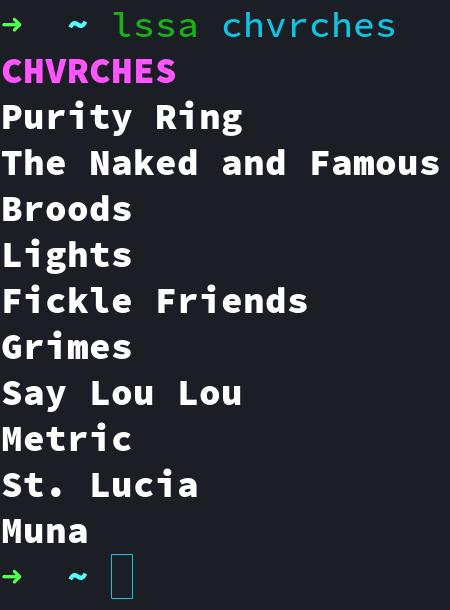 ➜ ~ lssa chvrches
CHVRCHES
Purity Ring
The Naked and Famous
Broods
Lights
Fickle Friends
Grimes
Say Lou Lou
Metric
St. Lucia
Muna
➜ ~